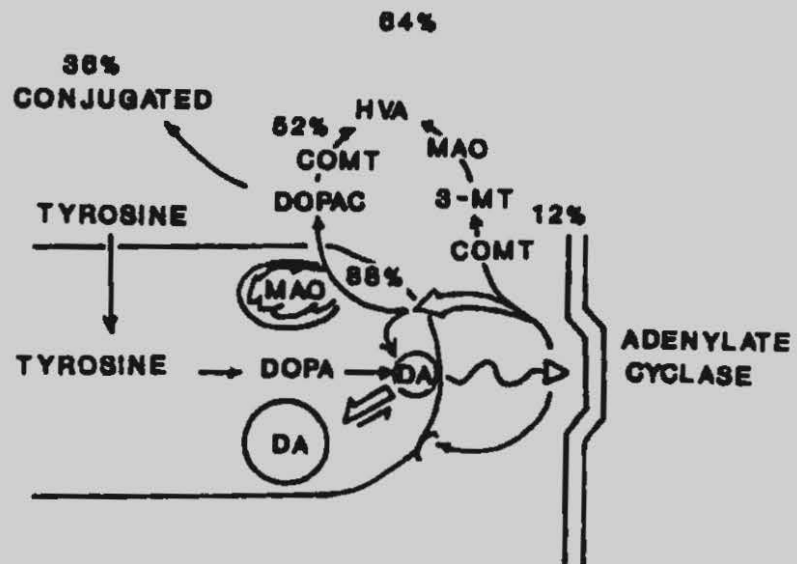 64%
36%
CONJUGATED
HVA
52%
MAO
COMT
DOPAC
3-MT
12%
TYROSINE
COMT
88%
MAO
ADENYLATE
CYCLASE
TYROSINE
DOPA
DA
DA